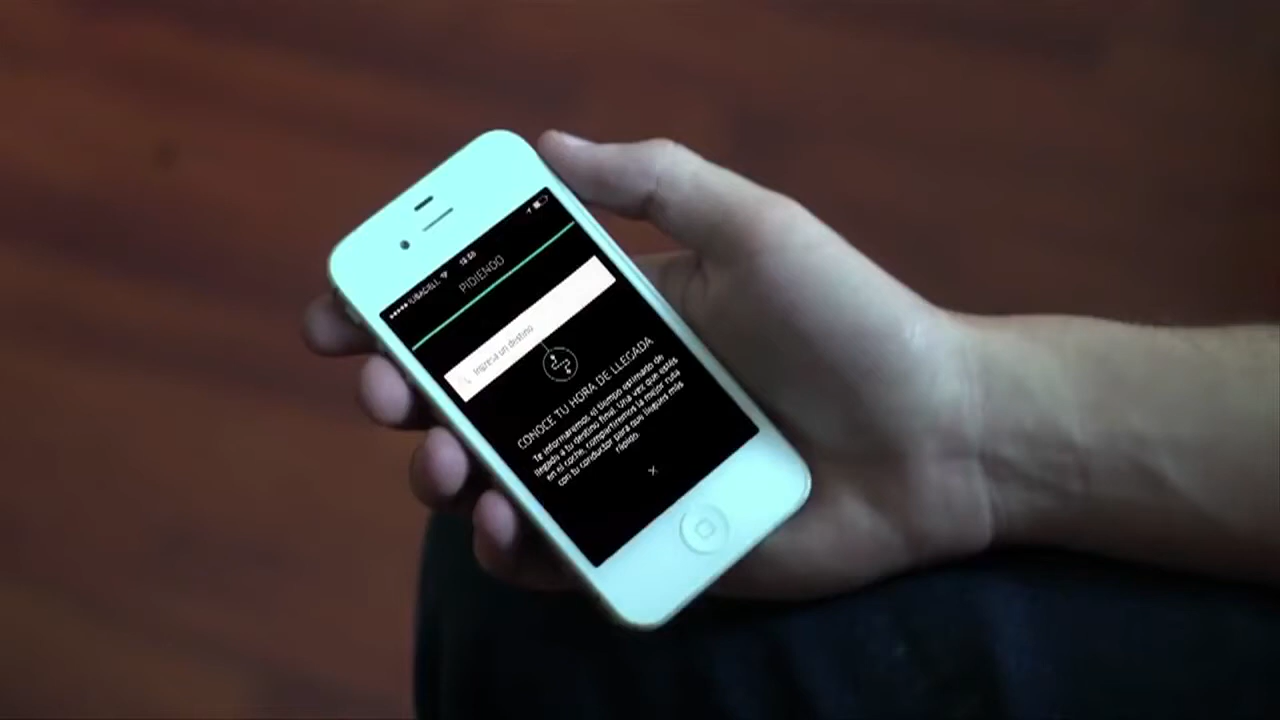 IUSACELL
PIDIENDO
Ingresa un destino
CONOCE TU HORA DE LLEGADA
Te informaremos el tiempo estimado de
llegada a tu destino final. Una vez que estés
en el coche, compartiremos la mejor ruta
con tu conductor para que llegues más
rápido.